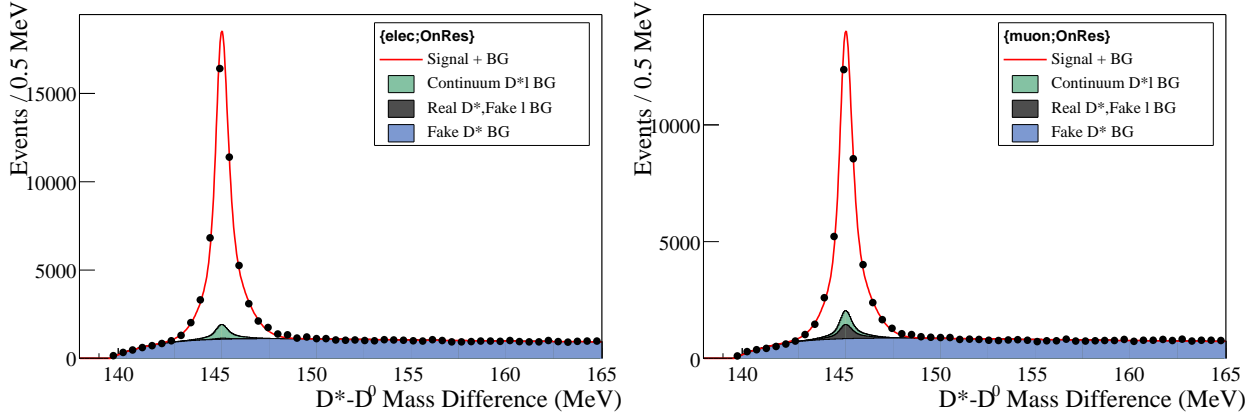 Events / 0.5 MeV
15000
10000
5000
0
{elec;OnRes}
Signal + BG
Continuum D*l BG
Real D*,Fake l BG
Fake D* BG
140 145 150 155 160 165
D*-D⁰ Mass Difference (MeV)
Events / 0.5 MeV
10000
5000
0
{muon;OnRes}
Signal + BG
Continuum D*l BG
Real D*,Fake l BG
Fake D* BG
140 145 150 155 160 165
D*-D⁰ Mass Difference (MeV)